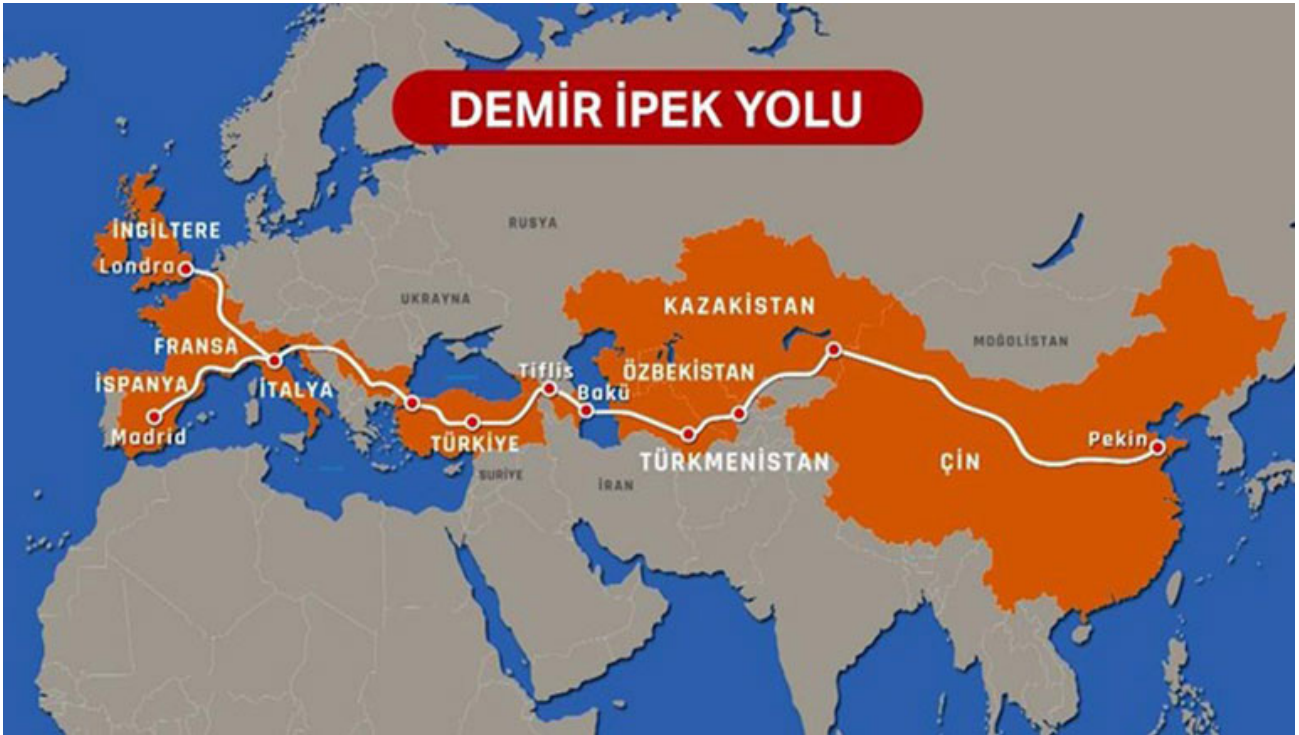 DEMİR İPEK YOLU
RUSYA
İNGİLTERE
Londra
UKRAYNA
KAZAKİSTAN
MOĞOLİSTAN
FRANSA
Tiflis
ÖZBEKİSTAN
İSPANYA
İTALYA
Bakü
Madrid
TÜRKİYE
Pekin
TÜRKMENİSTAN
ÇİN
SURİYE
İRAN